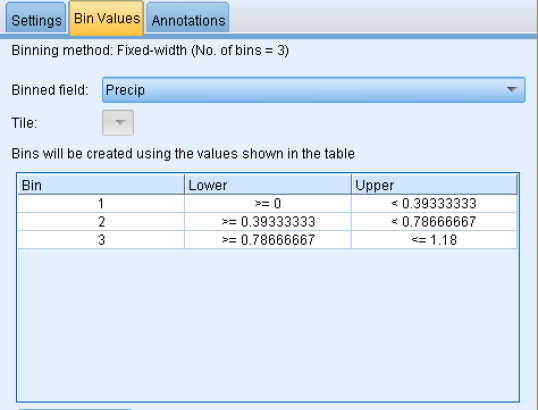 Settings Bin Values Annotations
Binning method: Fixed-width (No. of bins = 3)
Binned field: Precip
Tile:
Bins will be created using the values shown in the table
Bin Lower Upper
1 >= 0 < 0.39333333
2 >= 0.39333333 < 0.78666667
3 >= 0.78666667 <= 1.18